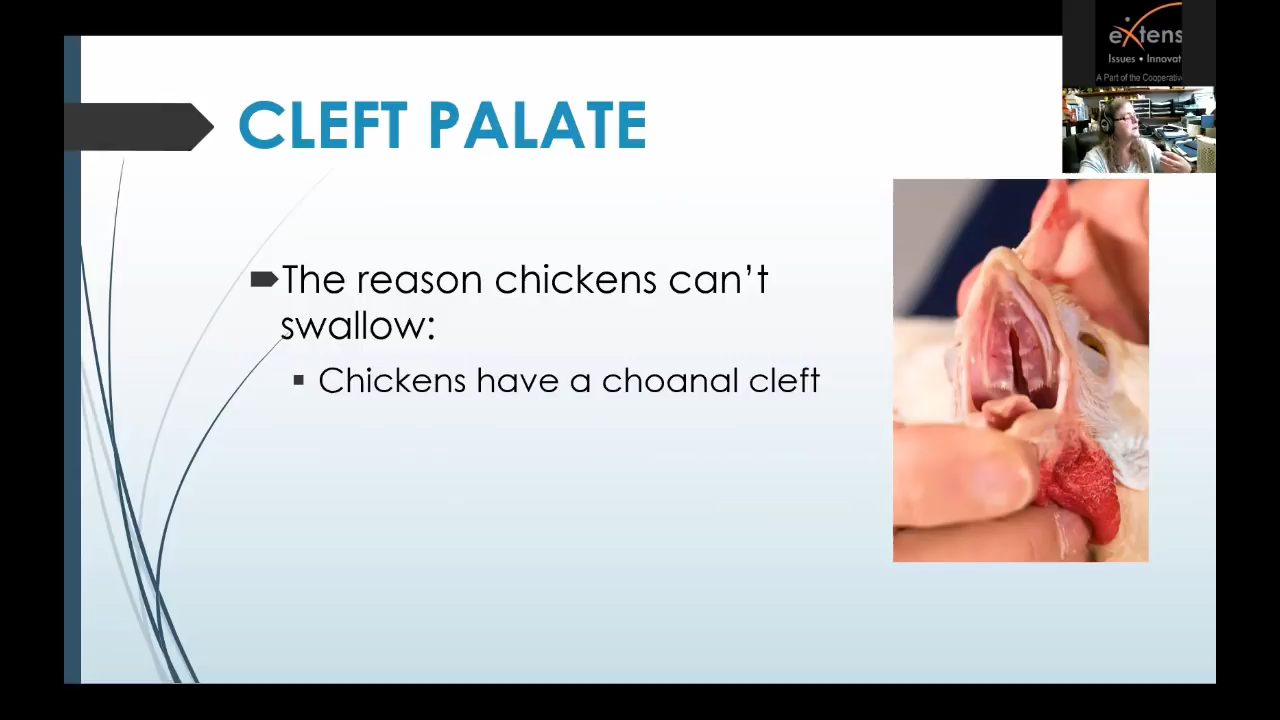 eXtens
Issues • Innovat
A Part of the Cooperativ
CLEFT PALATE
The reason chickens can’t
swallow:
Chickens have a choanal cleft